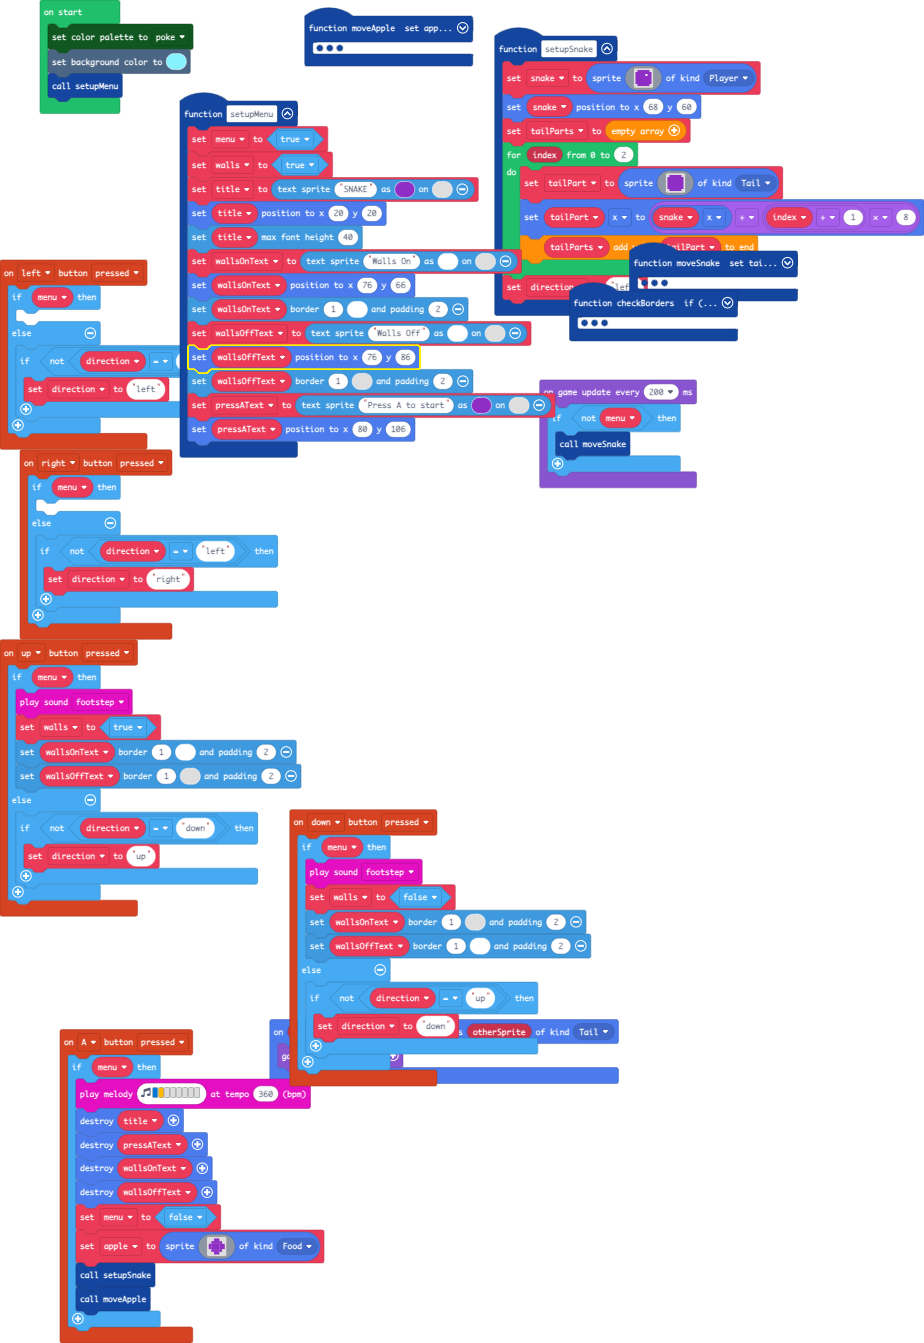 on start
set color palette to poke
set background color to
call setupMenu
function moveApple set app...
function setupSnake
set snake to sprite of kind Player
set snake position to x 68 y 60
set tailParts to empty array
for index from 0 to 2
do
set tailPart to sprite of kind Tail
set tailPart x to snake x + index + 1 x 8
tailParts add tailPart to end
set direction "lef
function moveSnake set tai...
function checkBorders if (...
function setupMenu
set menu to true
set walls to true
set title to text sprite "SNAKE" as on
set title position to x 20 y 20
set title max font height 40
set wallsOnText to text sprite "Walls On" as on
set wallsOnText position to x 76 y 66
set wallsOnText border 1 and padding 2
set wallsOffText to text sprite "Walls Off" as on
set wallsOffText position to x 76 y 86
set wallsOffText border 1 and padding 2
set pressAText to text sprite "Press A to start" as on
set pressAText position to x 80 y 106
on game update every 200 ms
if not menu then
call moveSnake
on left button pressed
if menu then
else
if not direction =
set direction to "left"
on right button pressed
if menu then
else
if not direction = "left" then
set direction to "right"
on up button pressed
if menu then
play sound footstep
set walls to true
set wallsOnText border 1 and padding 2
set wallsOffText border 1 and padding 2
else
if not direction = "down" then
set direction to "up"
on down button pressed
if menu then
play sound footstep
set walls to false
set wallsOnText border 1 and padding 2
set wallsOffText border 1 and padding 2
else
if not direction = "up" then
set direction to "down"
on s otherSprite of kind Tail
ga
on A button pressed
if menu then
play melody at tempo 360 (bpm)
destroy title
destroy pressAText
destroy wallsOnText
destroy wallsOffText
set menu to false
set apple to sprite of kind Food
call setupSnake
call moveApple